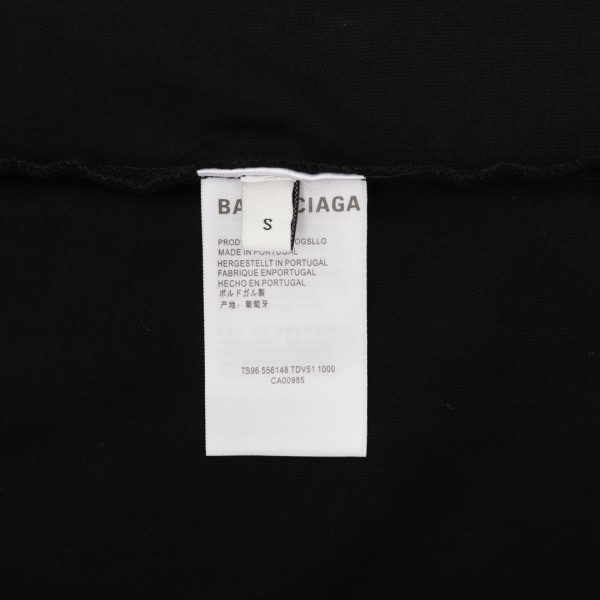 BA CIAGA
S
PROD OGSLLO
MADE IN PORTUGAL
HERGESTELLT IN PORTUGAL
FABRIQUE ENPORTUGAL
HECHO EN PORTUGAL
ボルドガル製
产地：葡萄牙
TS96 556148 TDV51 1000
CA00985